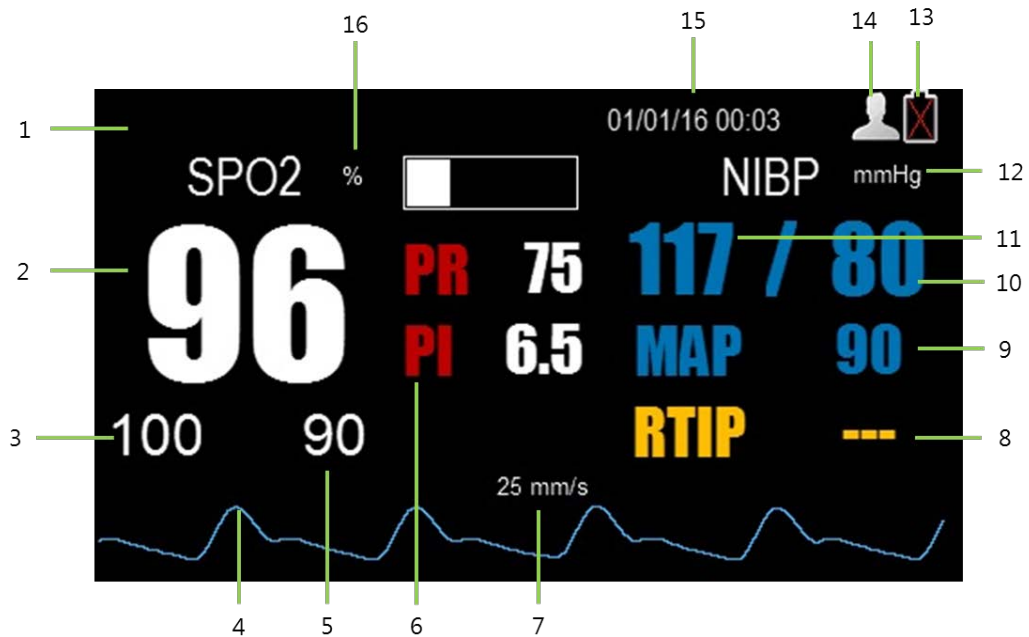 16 15 14 13
1 01/01/16 00:03
SPO2 % NIBP mmHg 12
2 96 PR 75 117 / 80 11
10
PI 6.5 MAP 90 9
3 100 90 RTIP --- 8
25 mm/s
4 5 6 7